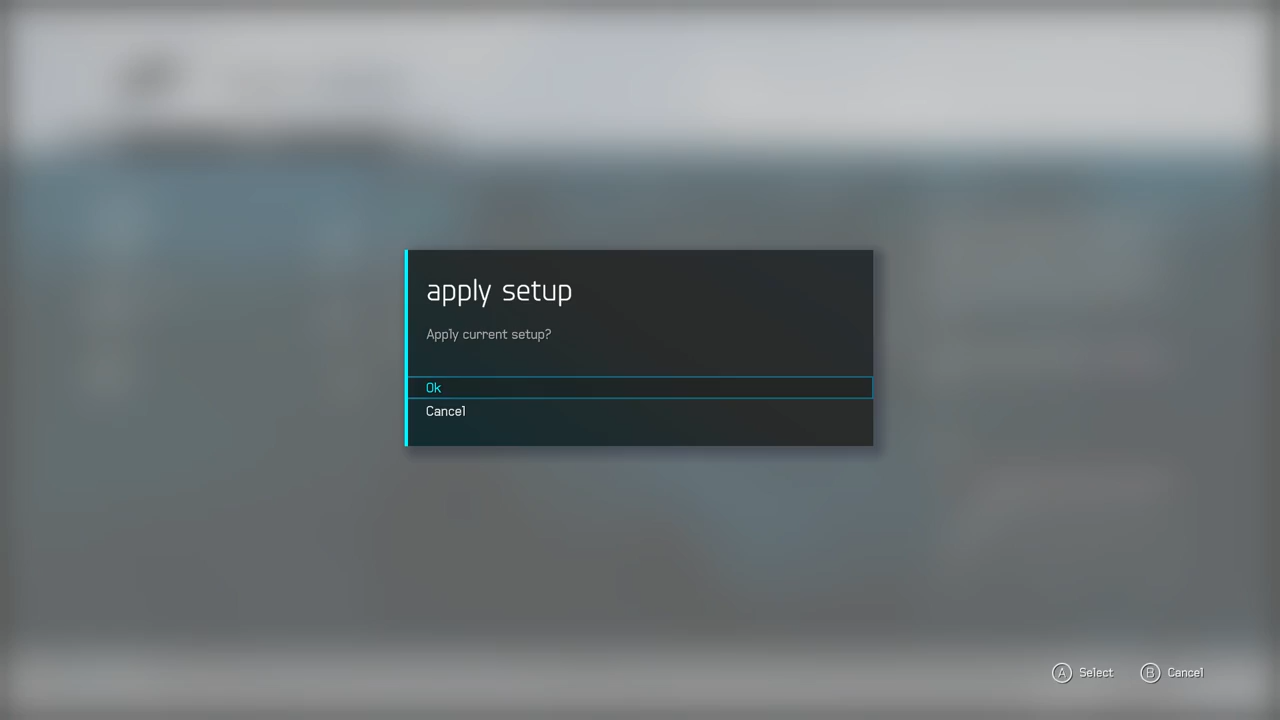 apply setup
Apply current setup?
Ok
Cancel
A Select B Cancel